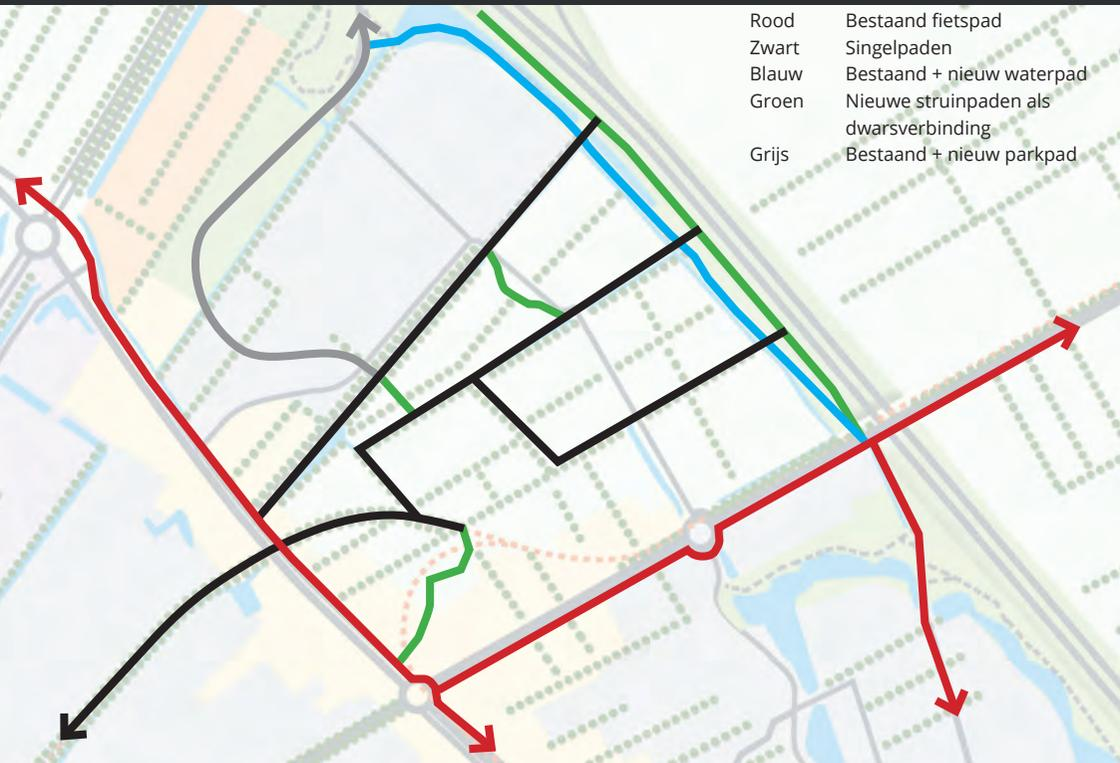 Rood Bestaand fietspad
Zwart Singelpaden
Blauw Bestaand + nieuw waterpad
Groen Nieuwe struinpaden als
dwarsverbinding
Grijs Bestaand + nieuw parkpad